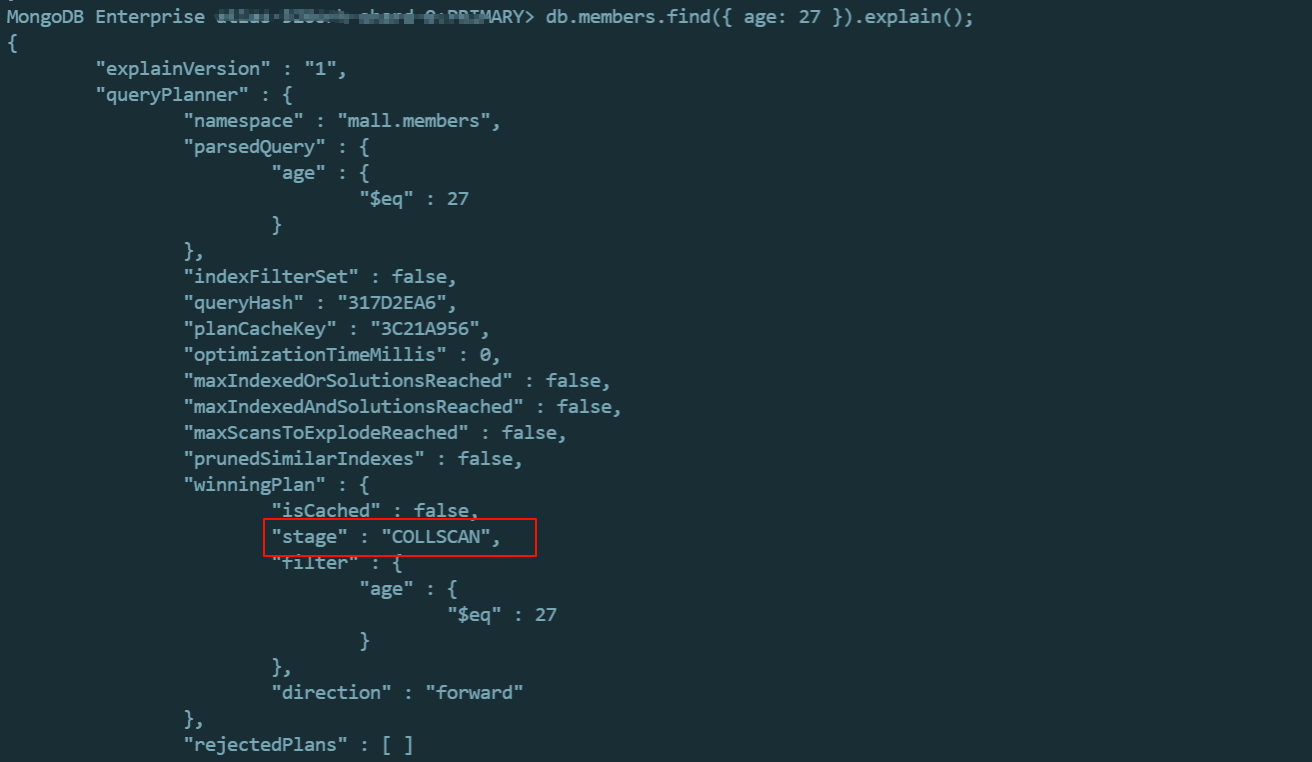 MongoDB Enterprise PRIMARY> db.members.find({ age: 27 }).explain();
{
"explainVersion" : "1",
"queryPlanner" : {
"namespace" : "mall.members",
"parsedQuery" : {
"age" : {
"$eq" : 27
}
},
"indexFilterSet" : false,
"queryHash" : "317D2EA6",
"planCacheKey" : "3C21A956",
"optimizationTimeMillis" : 0,
"maxIndexedOrSolutionsReached" : false,
"maxIndexedAndSolutionsReached" : false,
"maxScansToExplodeReached" : false,
"prunedSimilarIndexes" : false,
"winningPlan" : {
"isCached" : false,
"stage" : "COLLSCAN",
"filter" : {
"age" : {
"$eq" : 27
}
},
"direction" : "forward"
},
"rejectedPlans" : [ ]